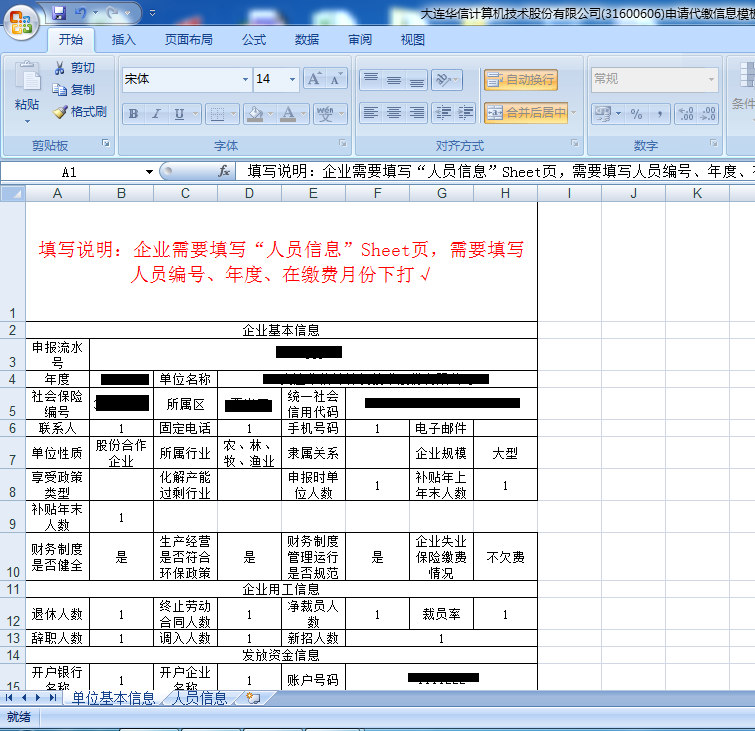 大连华信计算机技术股份有限公司(31600606)申请代缴信息模板
开始 插入 页面布局 公式 数据 审阅 视图
粘贴 剪切 复制 格式刷 剪贴板
宋体 14 A A
B I U A 字体
自动换行
合并后居中 对齐方式
常规 % , 数字
条件
A1 fx 填写说明：企业需要填写“人员信息”Sheet页，需要填写人员编号、年度、
A B C D E F G H I J K
填写说明：企业需要填写“人员信息”Sheet页，需要填写
人员编号、年度、在缴费月份下打√
1
2 企业基本信息
3 申报流水号
4 年度 单位名称
5 社会保险编号 所属区 统一社会信用代码
6 联系人 1 固定电话 1 手机号码 1 电子邮件
7 单位性质 股份合作企业 所属行业 农、林、牧、渔业 隶属关系 企业规模 大型
8 享受政策类型 化解产能过剩行业 申报时单位人数 1 补贴年上年末人数 1
9 补贴年末人数 1
10 财务制度是否健全 是 生产经营是否符合环保政策 是 财务制度管理运行是否规范 是 企业失业保险缴费情况 不欠费
11 企业用工信息
12 退休人数 1 终止劳动合同人数 1 净裁员人数 1 裁员率 1
13 辞职人数 1 调入人数 1 新招人数 1
14 发放资金信息
15 开户银行名称 1 开户企业名称 1 账户号码
单位基本信息 人员信息
就绪